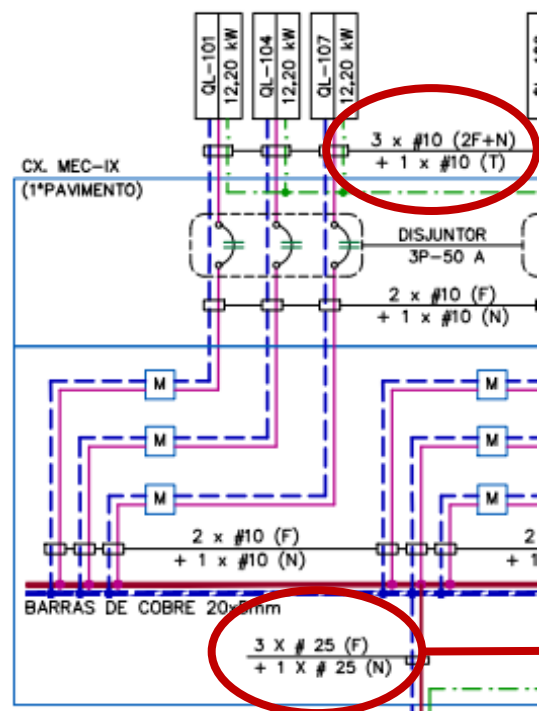 QL-101
12,20 kW
QL-104
12,20 kW
QL-107
12,20 kW
3 x #10 (2F+N)
+ 1 x #10 (T)
CX. MEC-IX
(1ºPAVIMENTO)
DISJUNTOR
3P-50 A
2 x #10 (F)
+ 1 x #10 (N)
M
M
M
M
M
M
2 x #10 (F)
+ 1 x #10 (N)
2
+ 1
BARRAS DE COBRE 20x5mm
3 X # 25 (F)
+ 1 X # 25 (N)